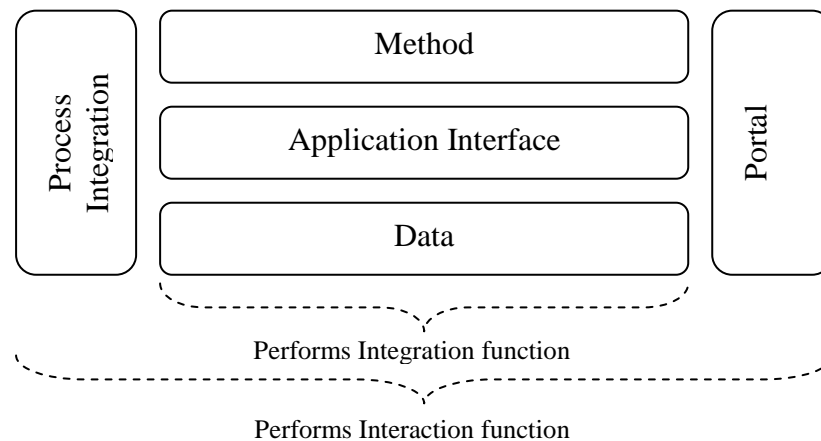 Process
Integration
Method
Application Interface
Data
Portal
Performs Integration function
Performs Interaction function